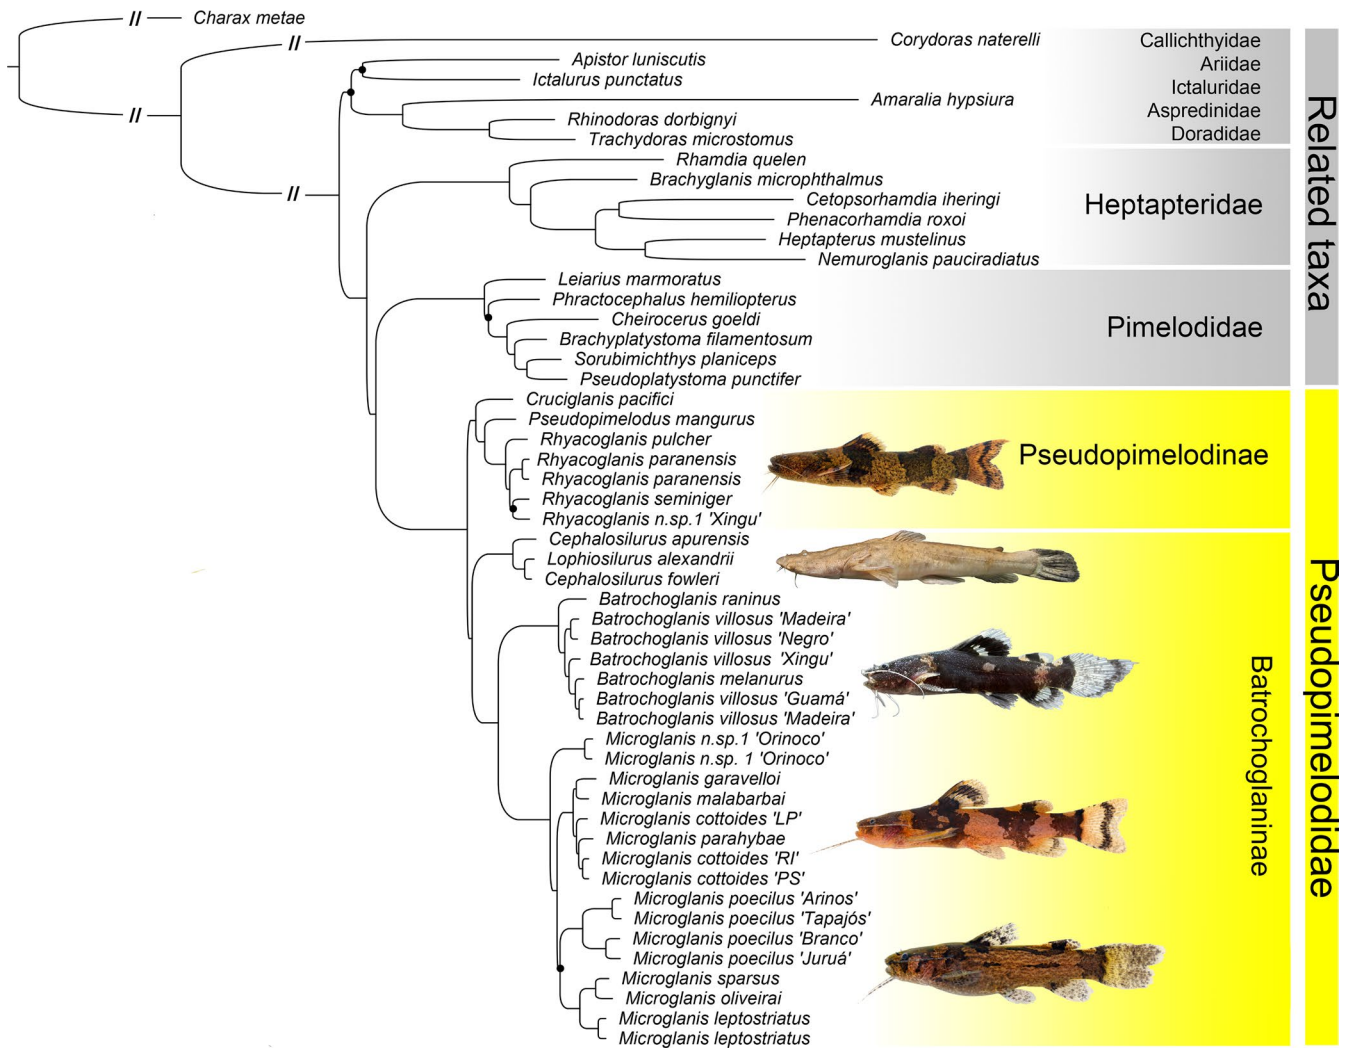 Charax metae
Corydoras naterelli
Callichthyidae
Apistor luniscutis
Ariidae
Ictalurus punctatus
Ictaluridae
Amaralia hypsiura
Aspredinidae
Rhinodoras dorbignyi
Doradidae
Trachydoras microstomus
Rhamdia quelen
Brachyglanis microphthalmus
Cetopsorhamdia iheringi
Heptapteridae
Phenacorhamdia roxoi
Heptapterus mustelinus
Nemuroglanis pauciradiatus
Related taxa
Leiarius marmoratus
Phractocephalus hemiliopterus
Cheirocerus goeldi
Pimelodidae
Brachyplatystoma filamentosum
Sorubimichthys planiceps
Pseudoplatystoma punctifer
Cruciglanis pacifici
Pseudopimelodus mangurus
Rhyacoglanis pulcher
Pseudopimelodinae
Rhyacoglanis paranensis
Rhyacoglanis paranensis
Rhyacoglanis seminiger
Rhyacoglanis n.sp.1 'Xingu'
Cephalosilurus apurensis
Lophiosilurus alexandrii
Cephalosilurus fowleri
Batrochoglanis raninus
Batrochoglanis villosus 'Madeira'
Batrochoglanis villosus 'Negro'
Batrochoglanis villosus 'Xingu'
Batrochoglanis melanurus
Batrochoglanis villosus 'Guamá'
Batrochoglanis villosus 'Madeira'
Pseudopimelodidae
Batrochoglaninae
Microglanis n.sp.1 'Orinoco'
Microglanis n.sp. 1 'Orinoco'
Microglanis garavelloi
Microglanis malabarbai
Microglanis cottoides 'LP'
Microglanis parahybae
Microglanis cottoides 'RI'
Microglanis cottoides 'PS'
Microglanis poecilus 'Arinos'
Microglanis poecilus 'Tapajós'
Microglanis poecilus 'Branco'
Microglanis poecilus 'Juruá'
Microglanis sparsus
Microglanis oliveirai
Microglanis leptostriatus
Microglanis leptostriatus